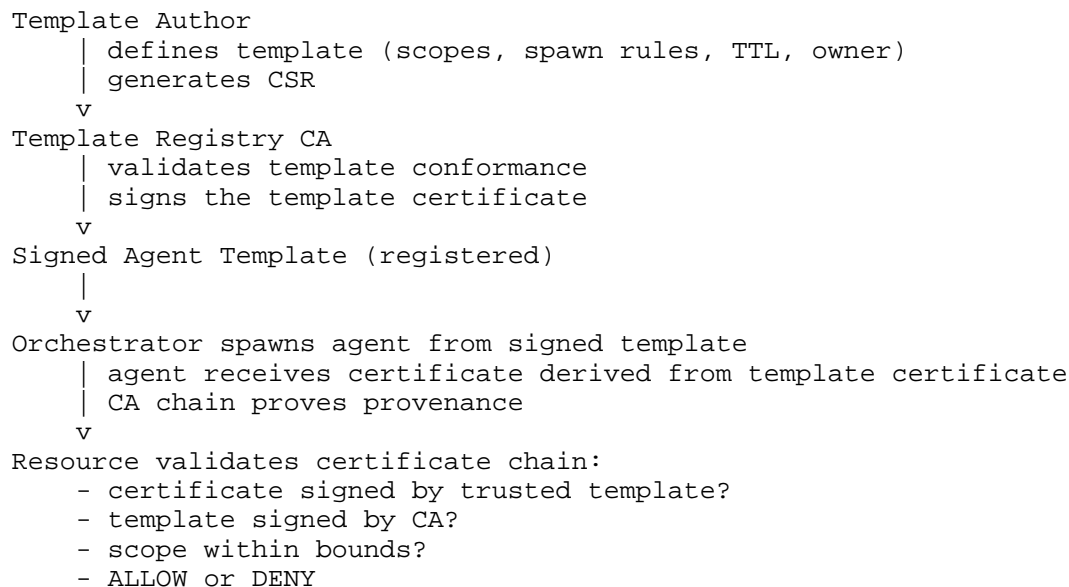 Template Author
    | defines template (scopes, spawn rules, TTL, owner)
    | generates CSR
    v
Template Registry CA
    | validates template conformance
    | signs the template certificate
    v
Signed Agent Template (registered)
    |
    v
Orchestrator spawns agent from signed template
    | agent receives certificate derived from template certificate
    | CA chain proves provenance
    v
Resource validates certificate chain:
    - certificate signed by trusted template?
    - template signed by CA?
    - scope within bounds?
    - ALLOW or DENY